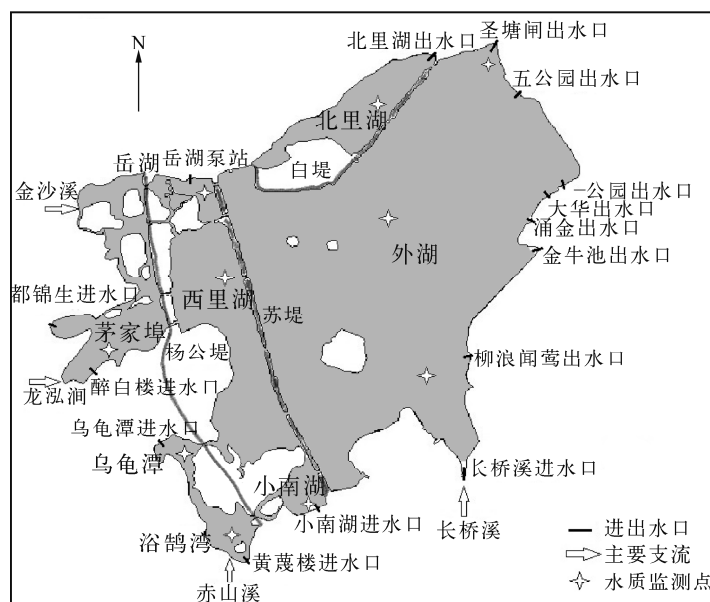 N
北里湖出水口
圣塘闸出水口
五公园出水口
北里湖
岳湖
岳湖泵站
白堤
金沙溪
一公园出水口
大华出水口
涌金出水口
金牛池出水口
外湖
都锦生进水口
西里湖
苏堤
茅家埠
杨公堤
柳浪闻莺出水口
龙泓涧
醉白楼进水口
乌龟潭进水口
乌龟潭
小南湖
长桥溪进水口
小南湖进水口
浴鹄湾
黄蔑楼进水口
长桥溪
赤山溪
进出水口
主要支流
水质监测点